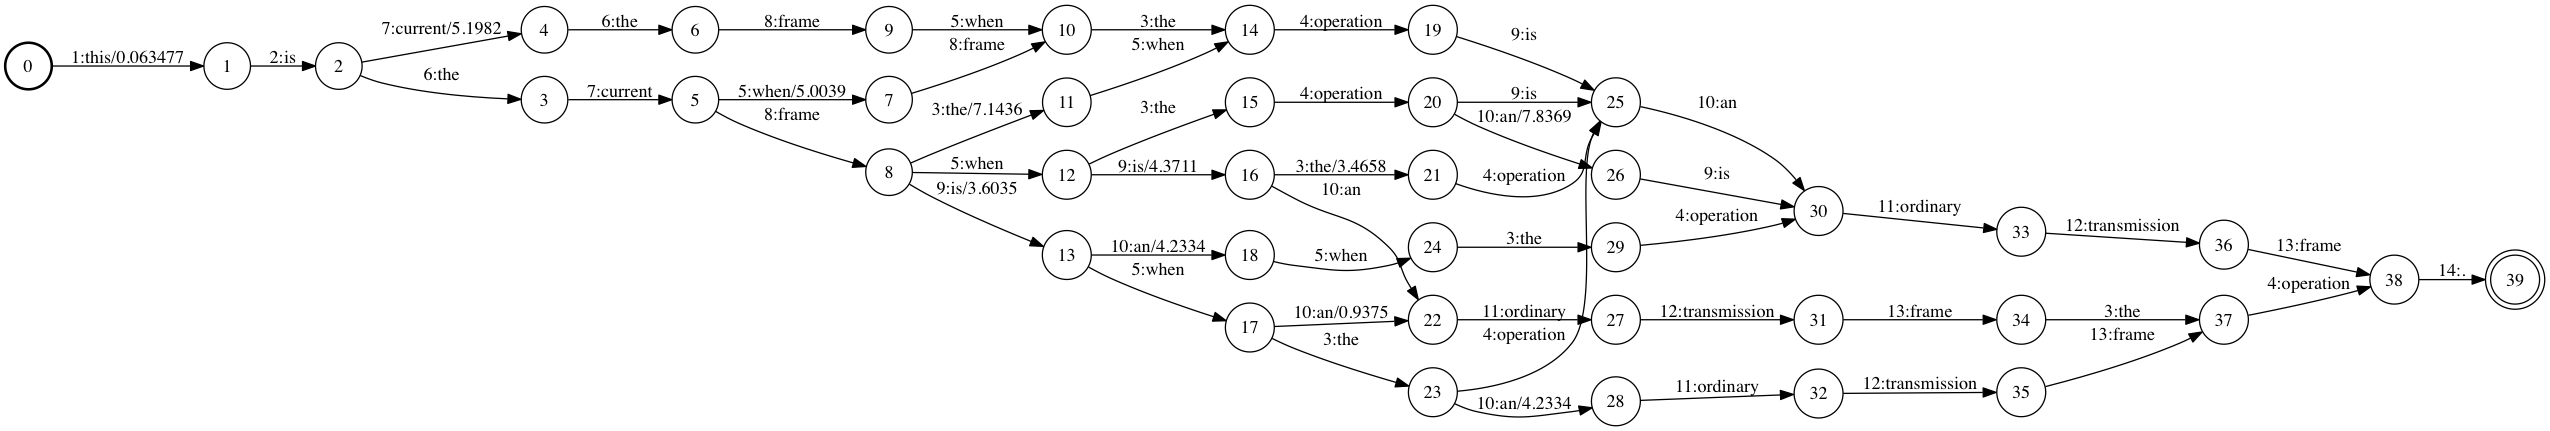 7:current/5.1982
4
6:the
6
8:frame
9
5:when
10
3:the
14
4:operation
19
9:is
8:frame
5:when
0
1:this/0.063477
1
2:is
2
6:the
3
7:current
5
5:when/5.0039
7
3:the/7.1436
11
3:the
15
4:operation
20
9:is
25
10:an
8:frame
10:an/7.8369
8
5:when
12
9:is/4.3711
16
3:the/3.4658
21
4:operation
26
9:is
9:is/3.6035
10:an
30
11:ordinary
33
12:transmission
36
13:frame
4:operation
13
10:an/4.2334
18
5:when
24
3:the
29
5:when
38
14:.
39
4:operation
17
10:an/0.9375
22
11:ordinary
27
12:transmission
31
13:frame
34
3:the
37
3:the
4:operation
13:frame
23
10:an/4.2334
28
11:ordinary
32
12:transmission
35